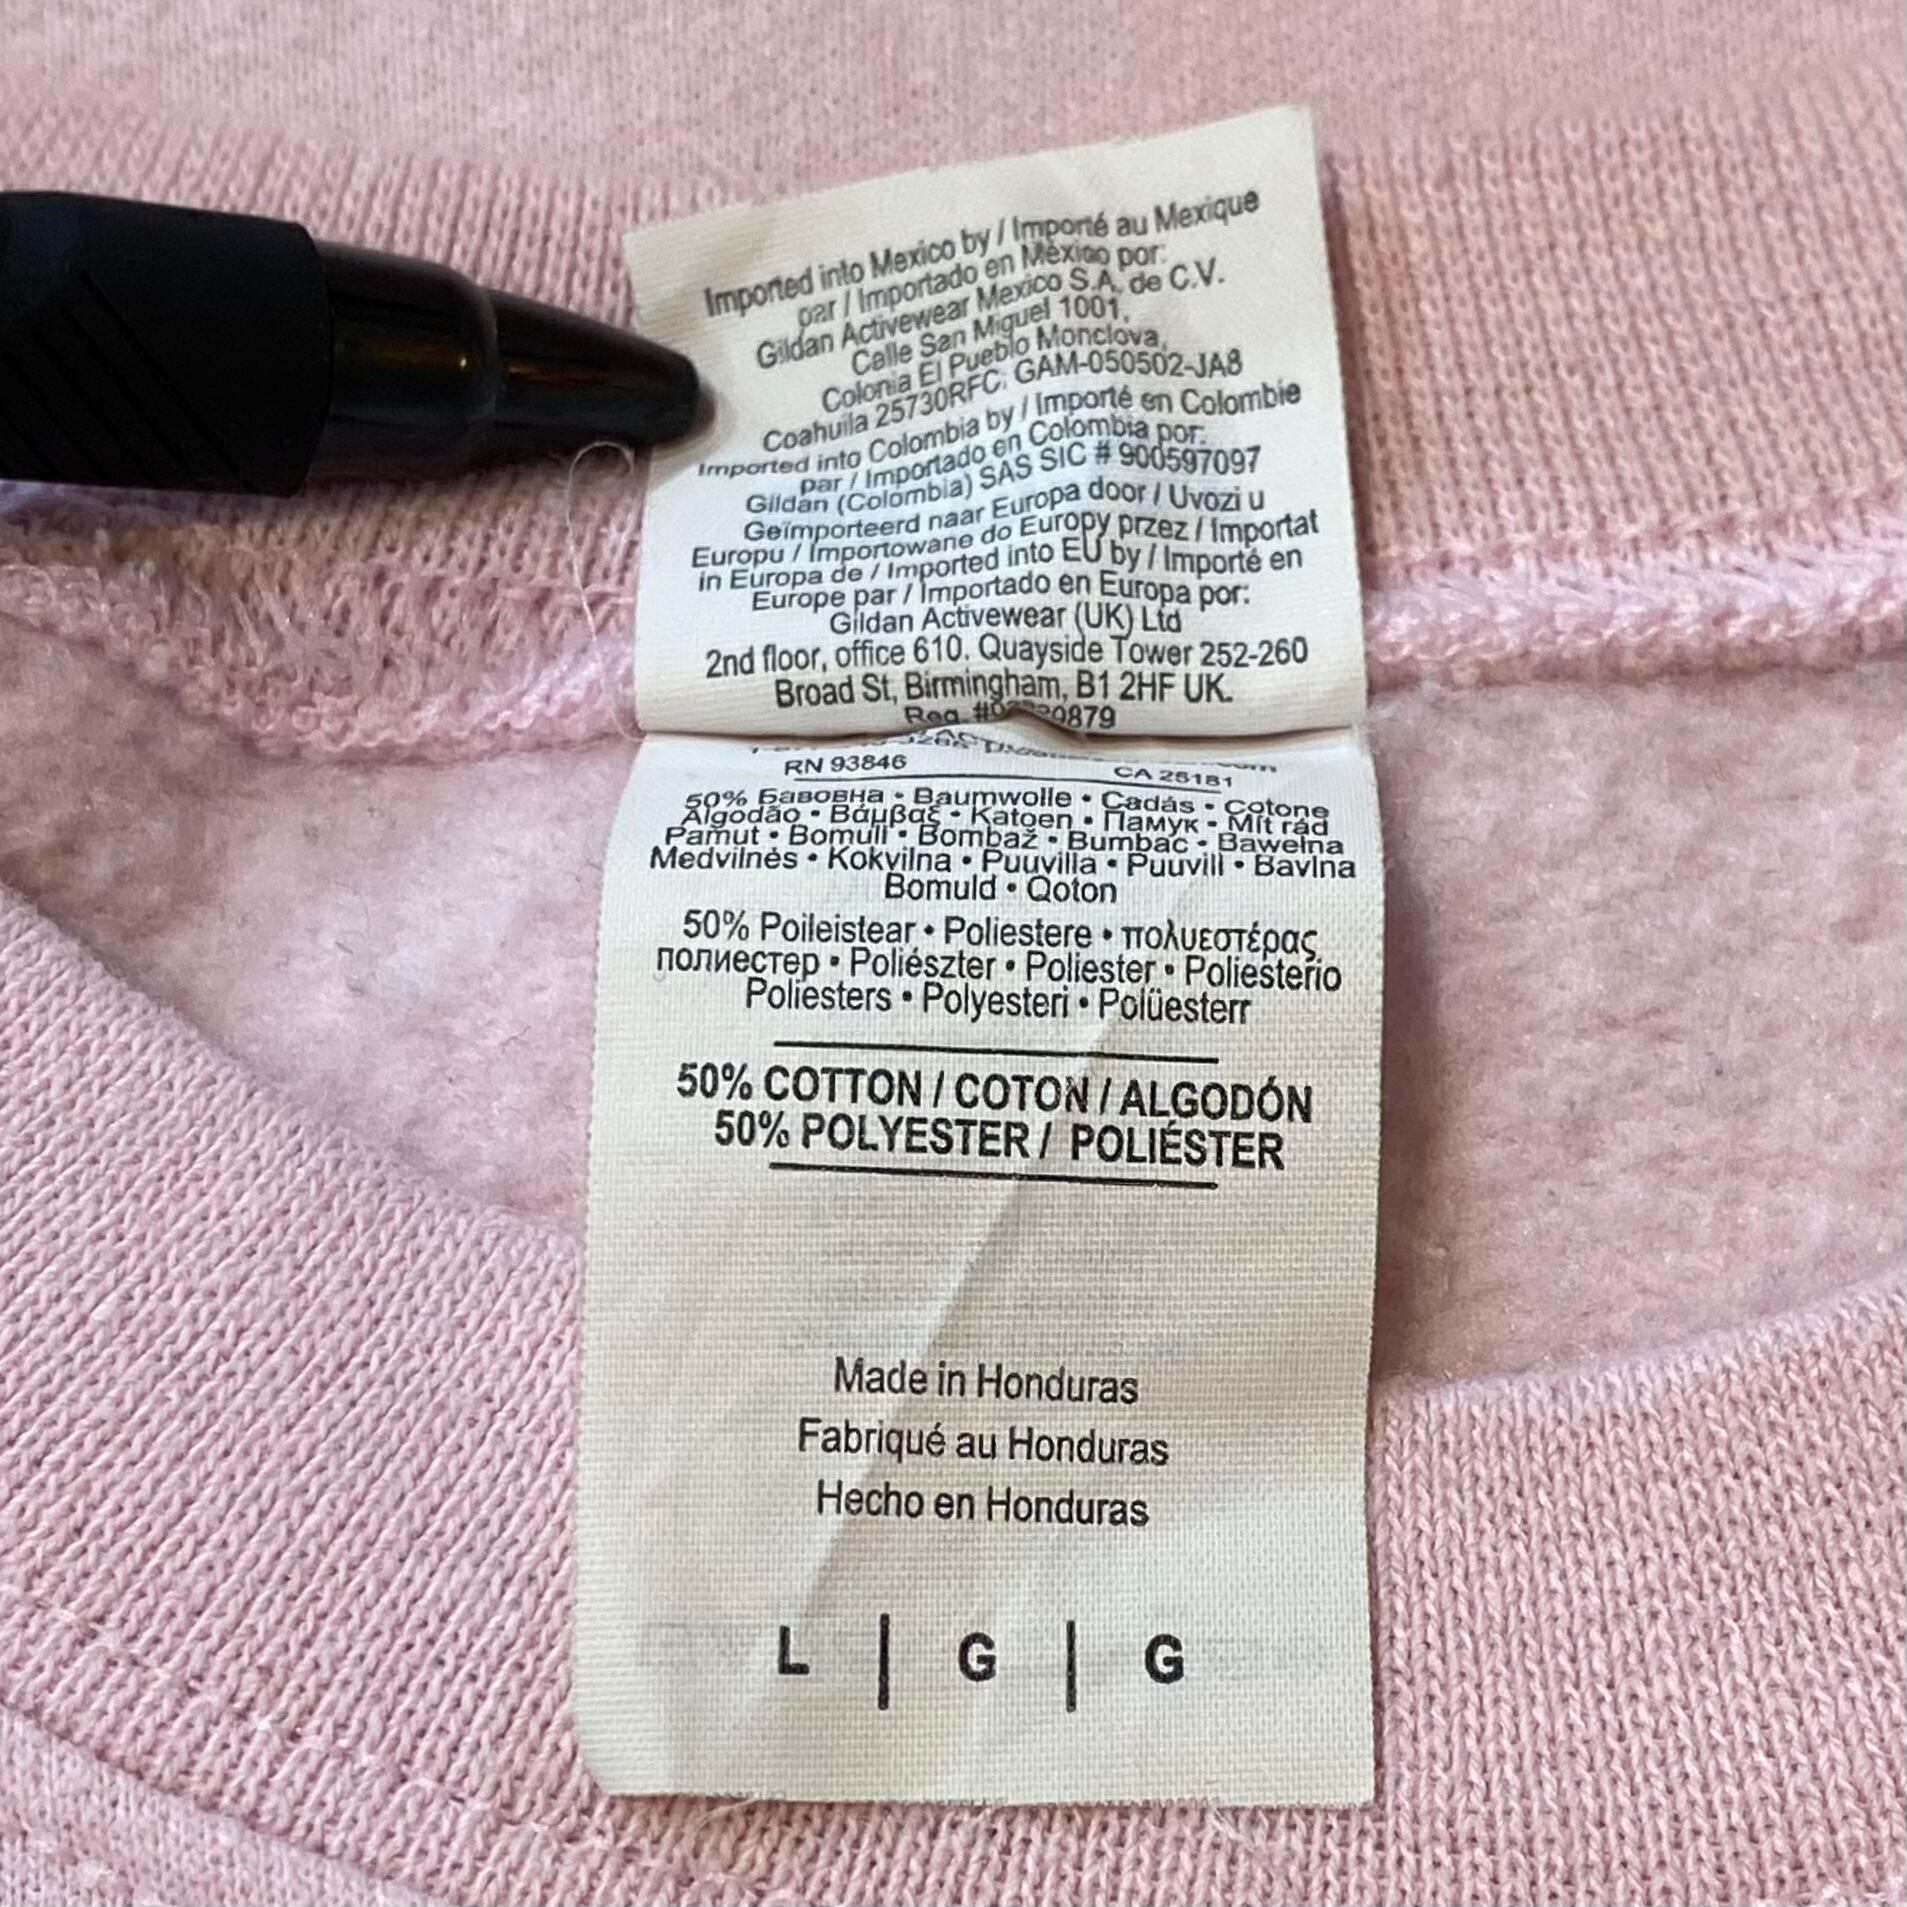 Imported into Mexico by / Importé au Mexique
par / Importado en México por:
Gildan Activewear Mexico S.A. de C.V.
Calle San Miguel 1001,
Colonia El Pueblo Monclova,
Coahuila 25730RFC: GAM-050502-JA8
Imported into Colombia by / Importé en Colombie
par / Importado en Colombia por:
Gildan (Colombia) SAS SIC # 900597097
Geïmporteerd naar Europa door / Uvozi u
Europu / Importowane do Europy przez / Importat
in Europa de / Imported into EU by / Importé en
Europe par / Importado en Europa por:
Gildan Activewear (UK) Ltd
2nd floor, office 610, Quayside Tower 252-260
Broad St, Birmingham, B1 2HF UK.
Reg.
RN 93846 CA 25181
50% Бавовна • Baumwolle • Cadás • Cotone
Algodão • Βάμβαξ • Katoen • Памук • Mit rád
Pamut • Bomull • Bombaž • Bumbac • Bawełna
Medvilnės • Kokvilna • Puuvilla • Puuvill • Bavlna
Bomuld • Qoton
50% Poileistear • Poliestere • πολυεστέρας
полиестер • Poliészter • Poliester • Poliesterio
Poliesters • Polyesteri • Polüesterr
50% COTTON / COTON / ALGODÓN
50% POLYESTER / POLIÉSTER
Made in Honduras
Fabriqué au Honduras
Hecho en Honduras
L | G | G